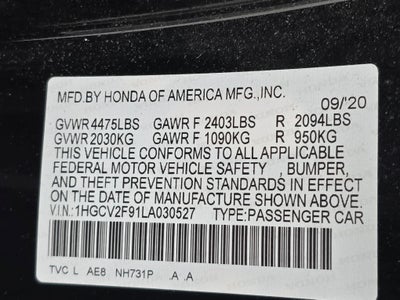 MFD.BY HONDA OF AMERICA MFG.,INC.
09/'20
GVWR 4475LBS GAWR F 2403LBS R 2094LBS
GVWR 2030KG GAWR F 1090KG R 950KG
THIS VEHICLE CONFORMS TO ALL APPLICABLE
FEDERAL MOTOR VEHICLE SAFETY , BUMPER,
AND THEFT PREVENTION STANDARDS IN EFFECT
ON THE DATE OF MANUFACTURE SHOWN ABOVE.
V.I.N.:1HGCV2F91LA030527 TYPE:PASSENGER CAR
TVC L AE8 NH731P A A